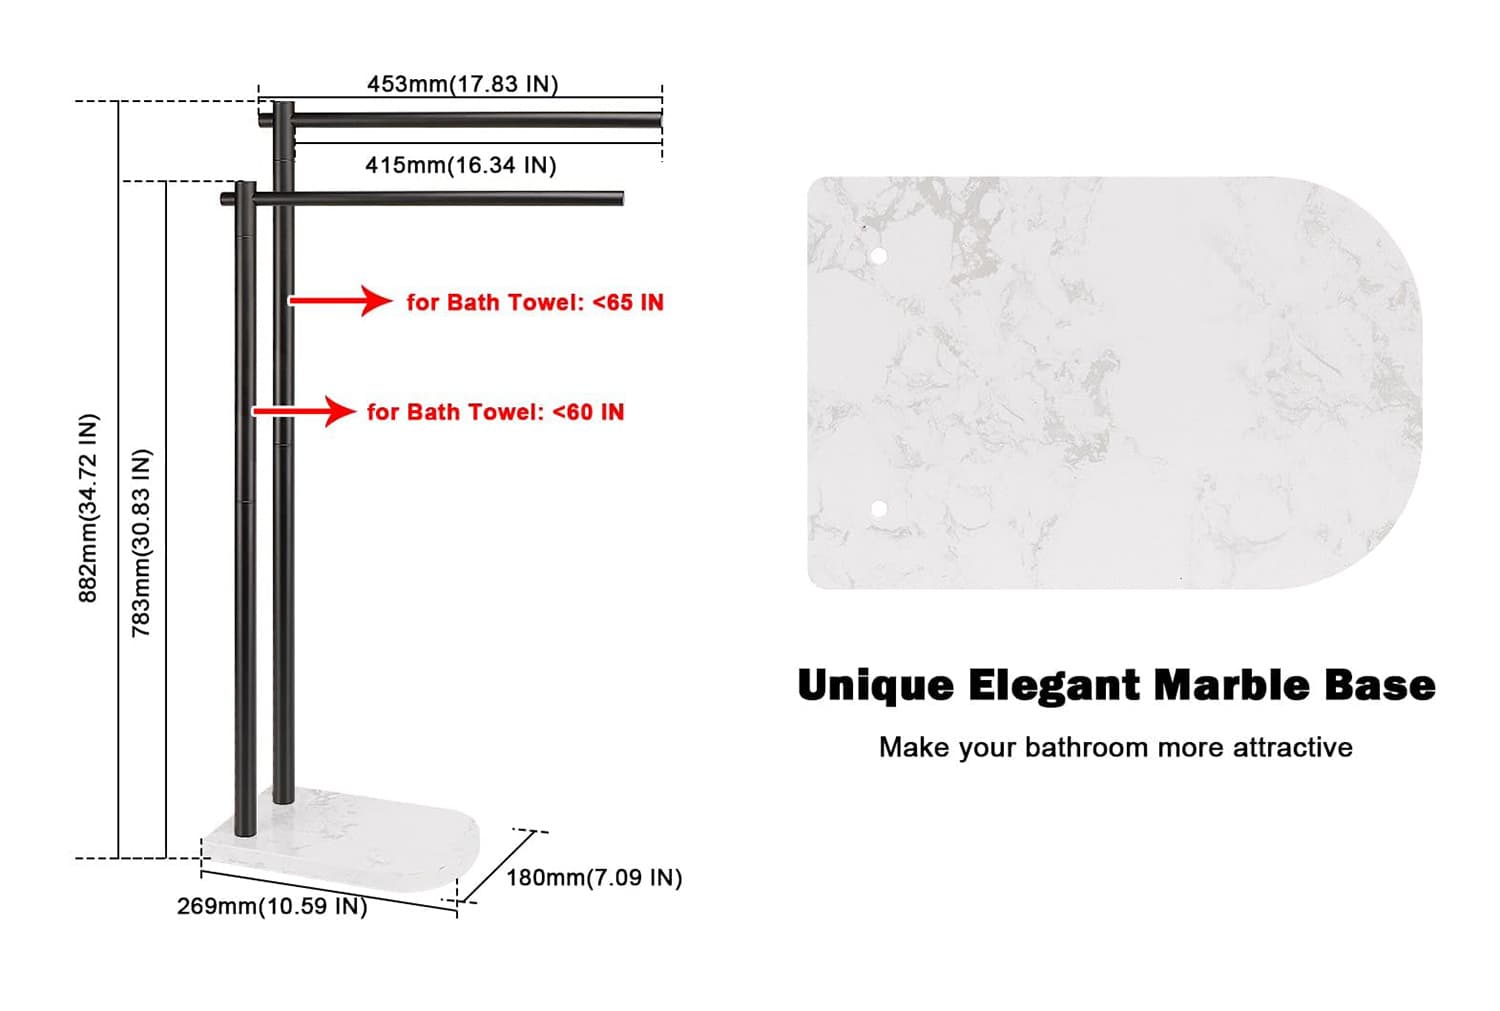 453mm(17.83 IN)
415mm(16.34 IN)
for Bath Towel: <65 IN
for Bath Towel: <60 IN
882mm(34.72 IN)
783mm(30.83 IN)
180mm(7.09 IN)
269mm(10.59 IN)
Unique Elegant Marble Base
Make your bathroom more attractive